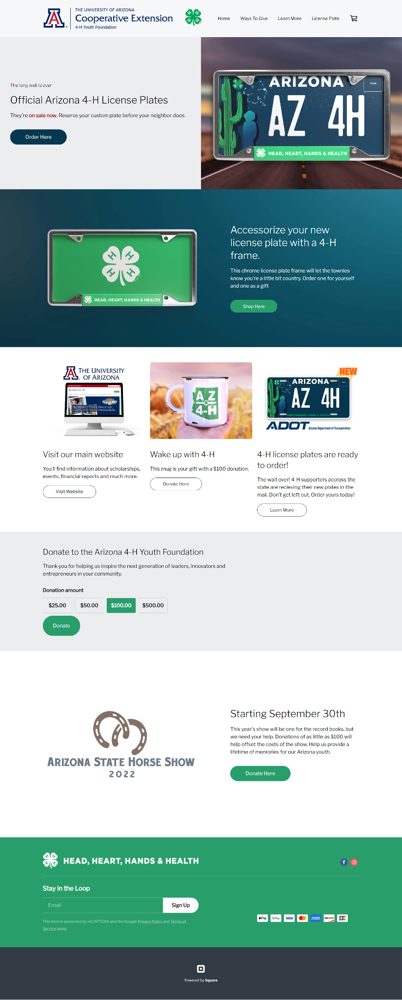 THE UNIVERSITY OF ARIZONA
Cooperative Extension
4-H Youth Foundation
Home
Ways To Give
Learn More
License Plate
The long wait is over
Official Arizona 4-H License Plates
They're on sale now. Reserve your custom plate before your neighbor does.
Order Here
ARIZONA
YEAR
AZ 4H
HEAD, HEART, HANDS & HEALTH
H H H H
HEAD, HEART, HANDS & HEALTH
Accessorize your new
license plate with a 4-H
frame.
This chrome license plate frame will let the townies
know you're a little bit country. Order one for yourself
and one as a gift
Shop Here
THE UNIVERSITY
OF ARIZONA
Visit our main website
You'll find information about scholarships,
events, financial reports and much more.
Visit Website
AZ
4-H
Wake up with 4-H
This mug is your gift with a $100 donation.
Donate Here
NEW
ARIZONA
AZ 4H
EMPOWERING TODAY'S YOUTH
ADOT Arizona Department of Transportation
4-H license plates are ready
to order!
The wait over! 4-H supporters accross the
state are recieving their new plates in the
mail. Don't get left out. Order yours today!
Learn More
Donate to the Arizona 4-H Youth Foundation
Thank you for helping us inspire the next generation of leaders, innovators and
entrepreneurs in your community.
Donation amount
$25.00
$50.00
$100.00
$500.00
Donate
ARIZONA STATE HORSE SHOW
2022
Starting September 30th
This year's show will be one for the record books, but
we need your help. Donations of as little as $100 will
help offset the costs of the show. Help us provide a
lifetime of memories for our Arizona youth.
Donate Here
HEAD, HEART, HANDS & HEALTH
Stay in the Loop
Email
Sign Up
This form is protected by reCAPTCHA and the Google Privacy Policy and Terms of
Service apply.
Pay
G Pay
VISA
AMEX
DISCOVER
JCB
Powered by Square